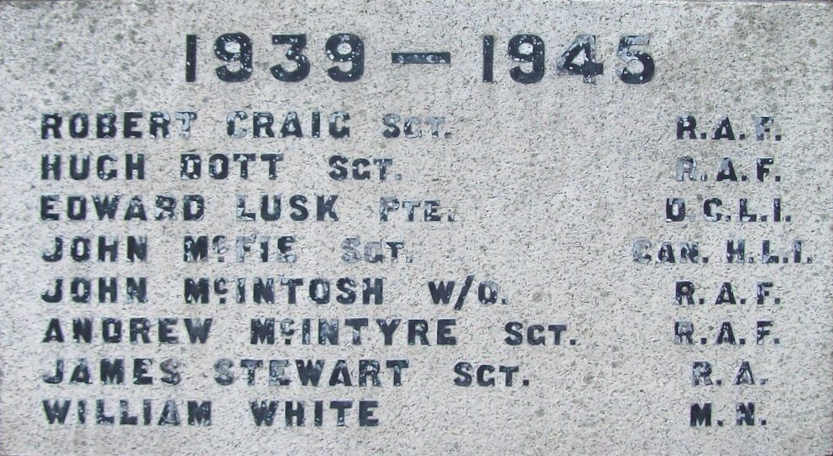 1939 — 1945
ROBERT CRAIG SGT. R.A.F.
HUGH DOTT SGT. R.A.F.
EDWARD LUSK PTE. D.C.L.I.
JOHN McFIE SGT. CAN. H.L.I.
JOHN McINTOSH W/O. R.A.F.
ANDREW McINTYRE SGT. R.A.F.
JAMES STEWART SGT. R.A.
WILLIAM WHITE M.N.